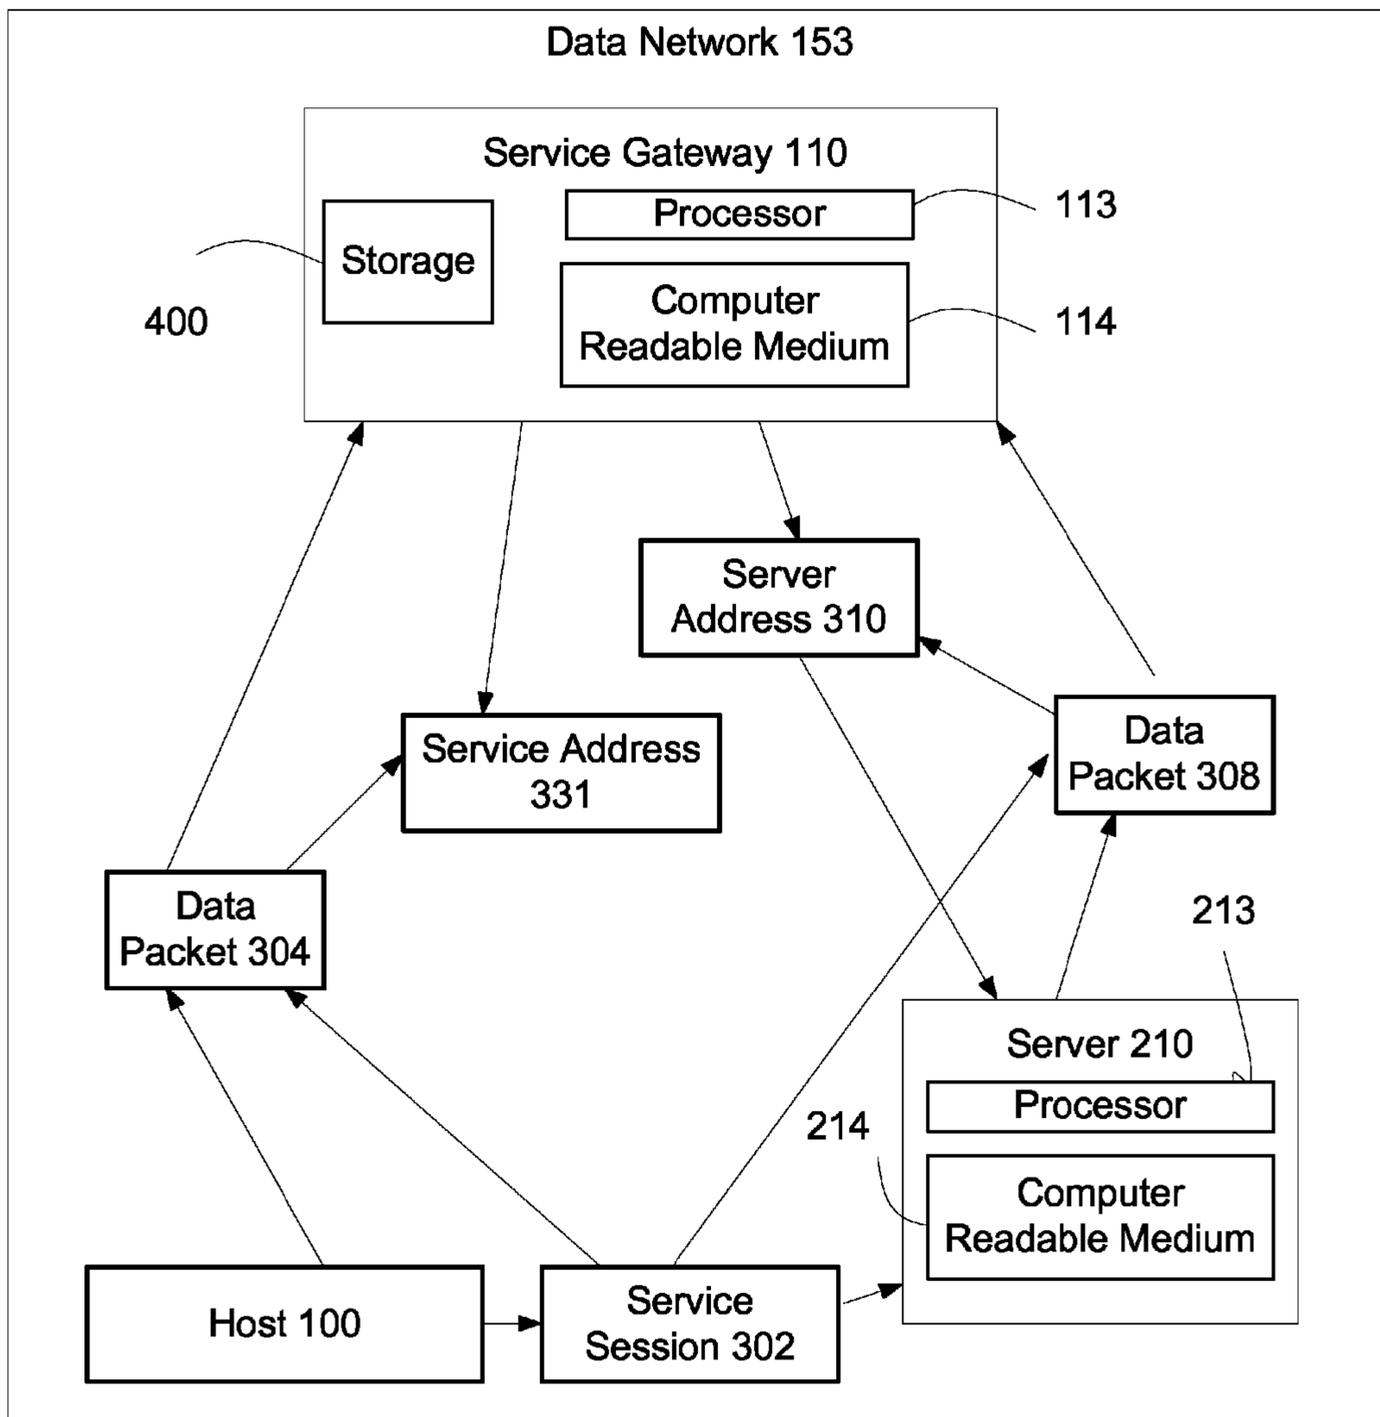 Data Network 153
Service Gateway 110
Processor
113
Storage
400
Computer
Readable Medium
114
Server
Address 310
Service Address
331
Data
Packet 308
Data
Packet 304
213
Server 210
Processor
214
Computer
Readable Medium
Host 100
Service
Session 302